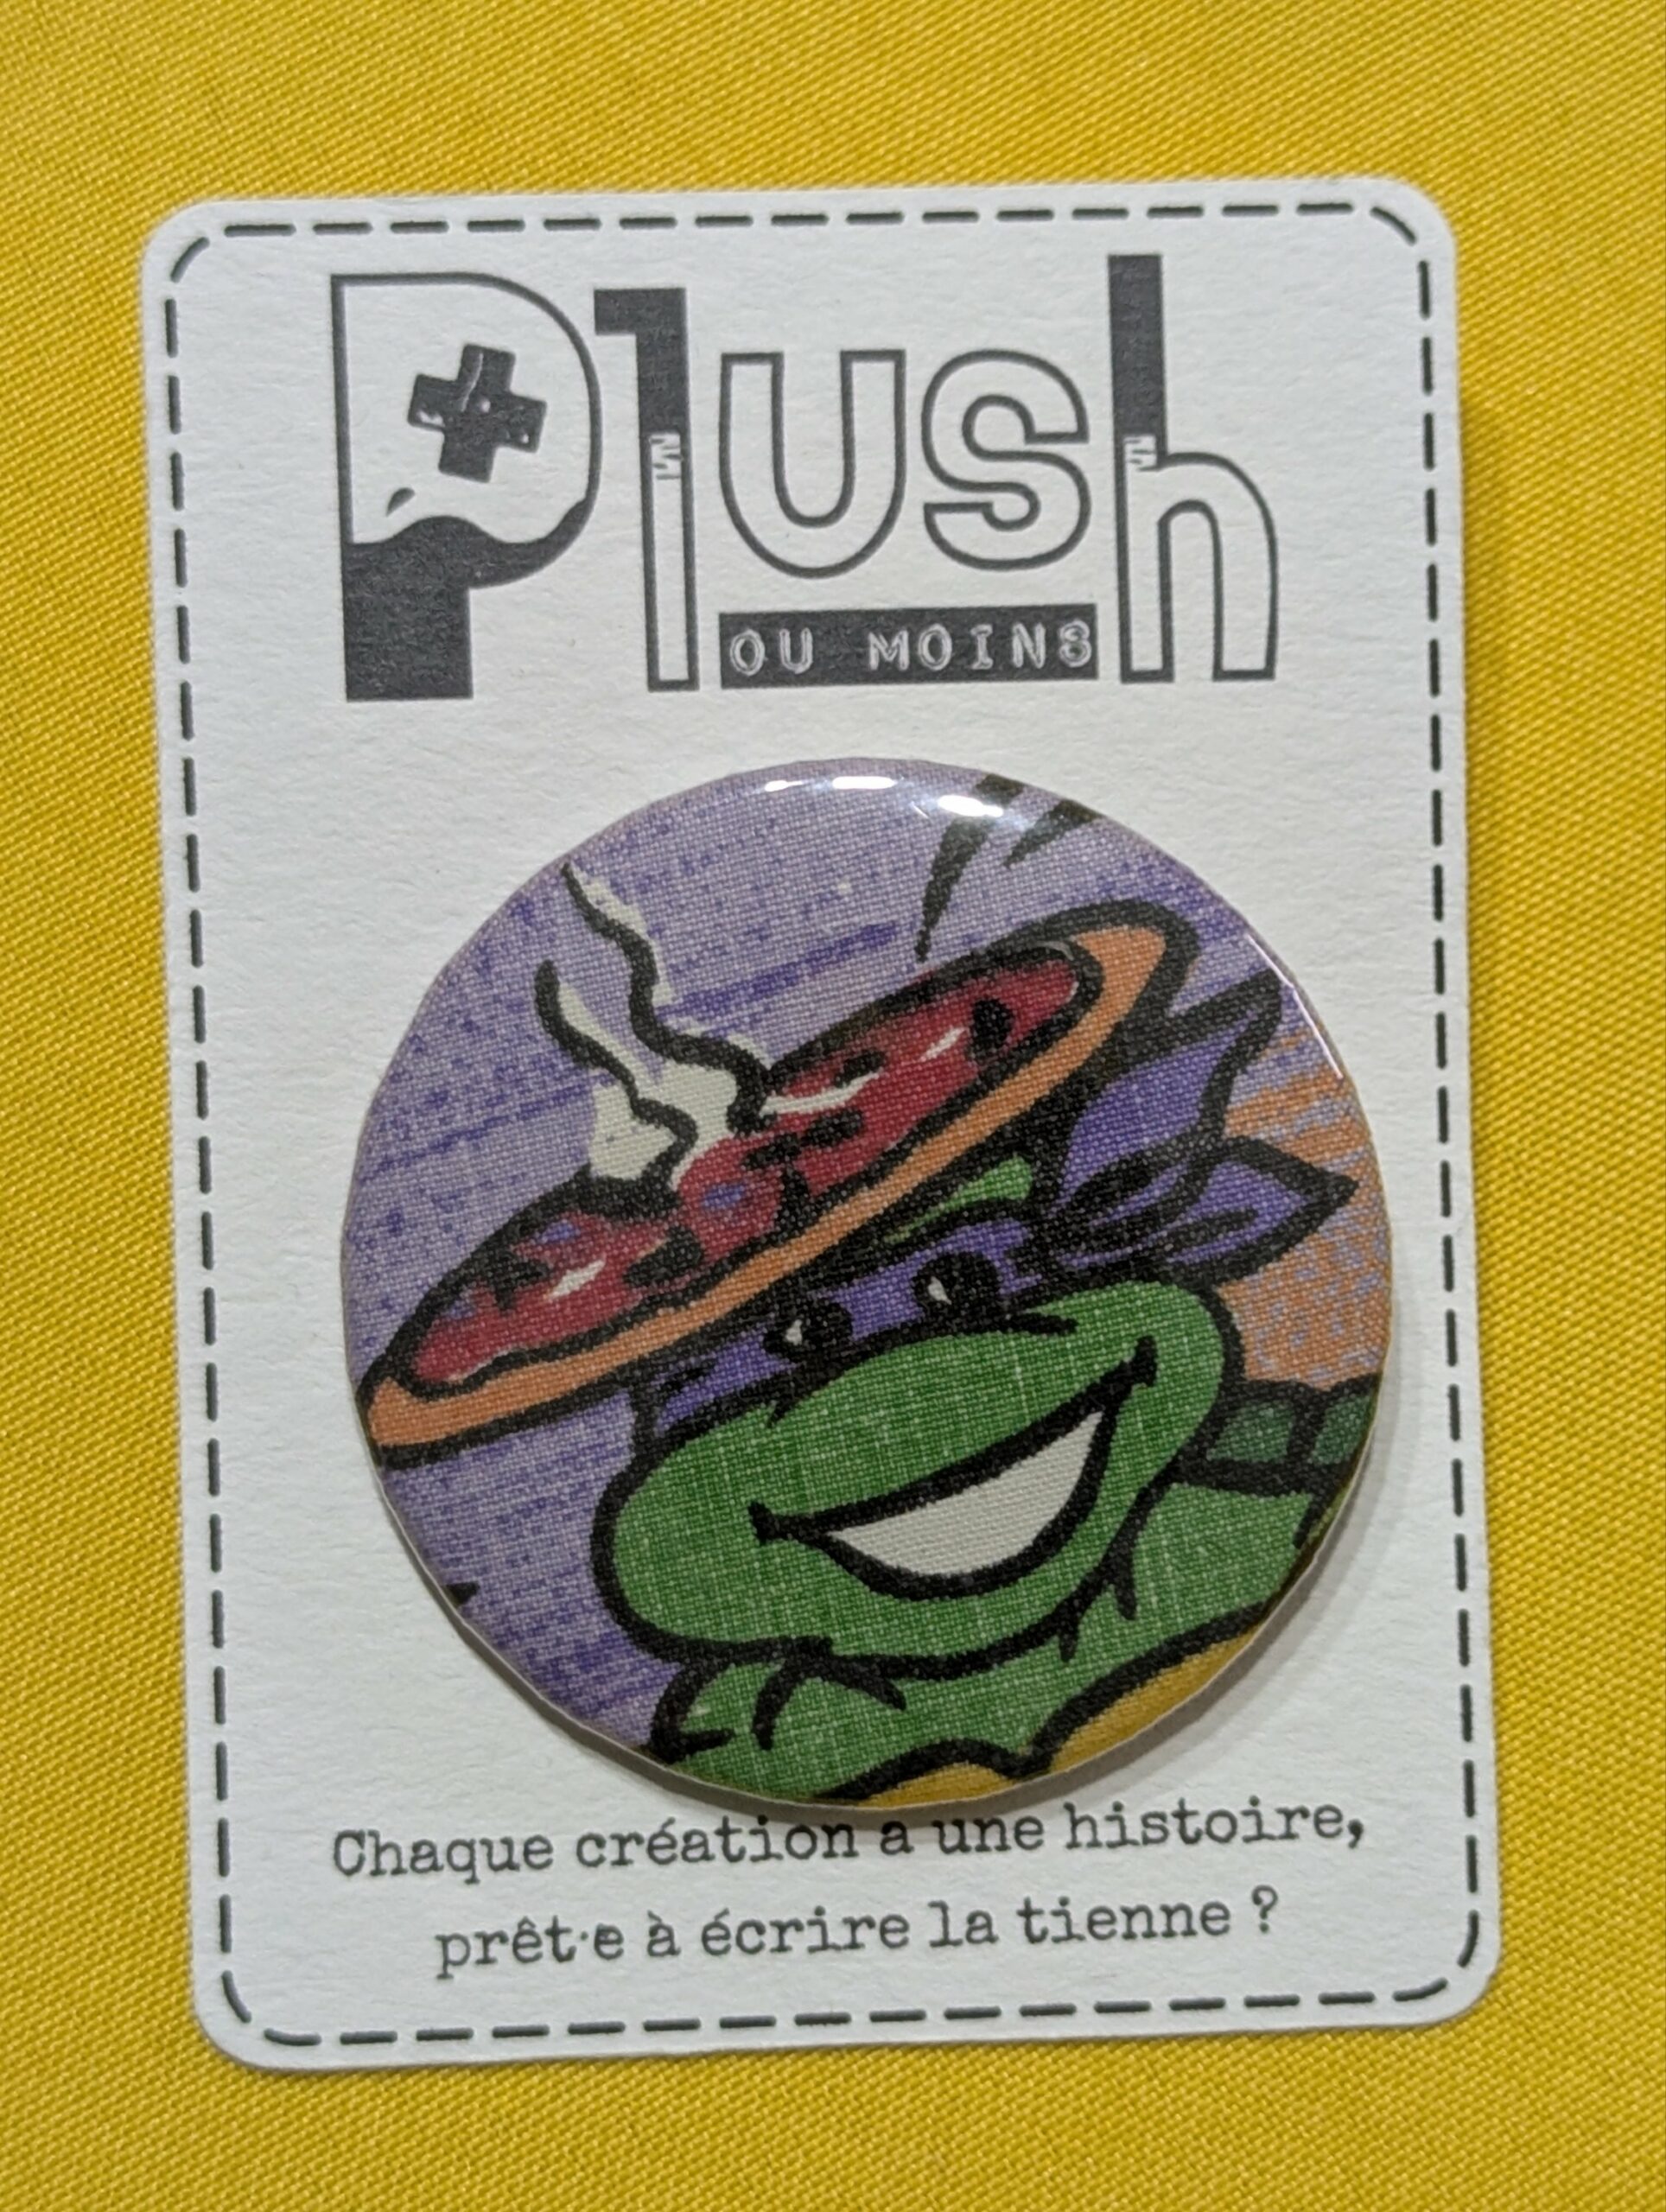 Plush
OU MOINS
Chaque création a une histoire,
prêt·e à écrire la tienne ?